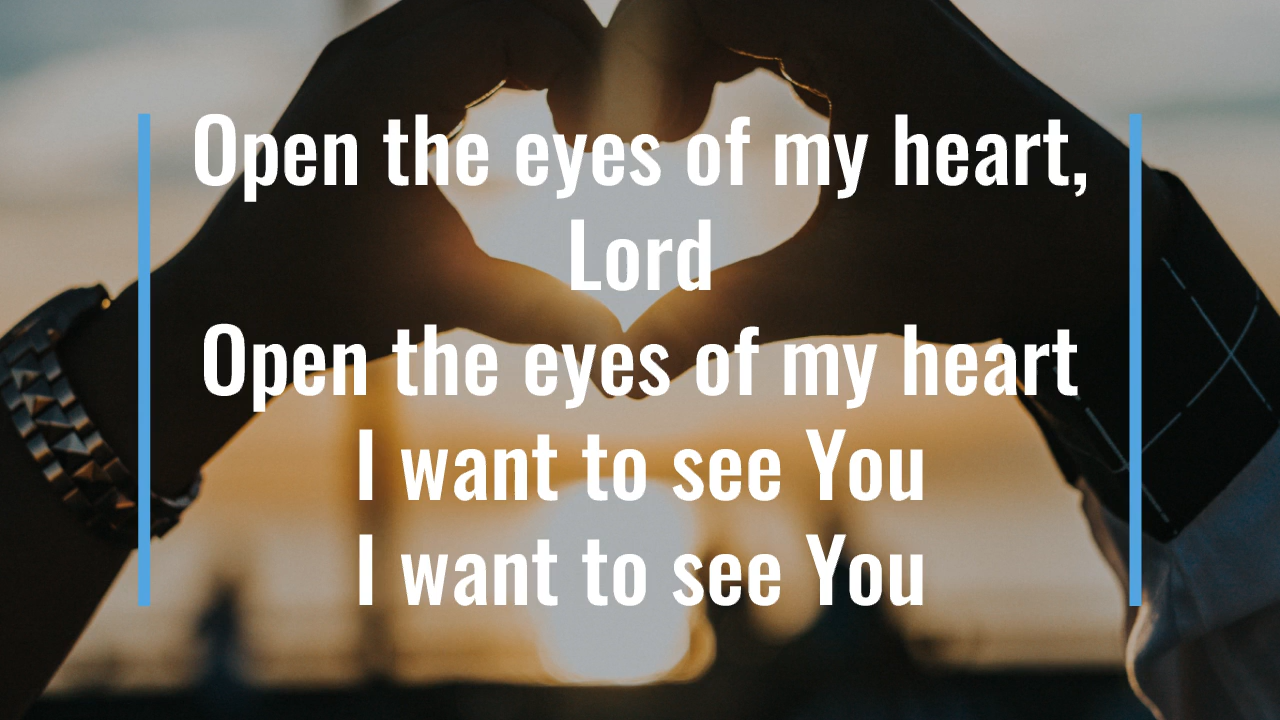 Open the eyes of my heart,
Lord
Open the eyes of my heart
I want to see You
I want to see You